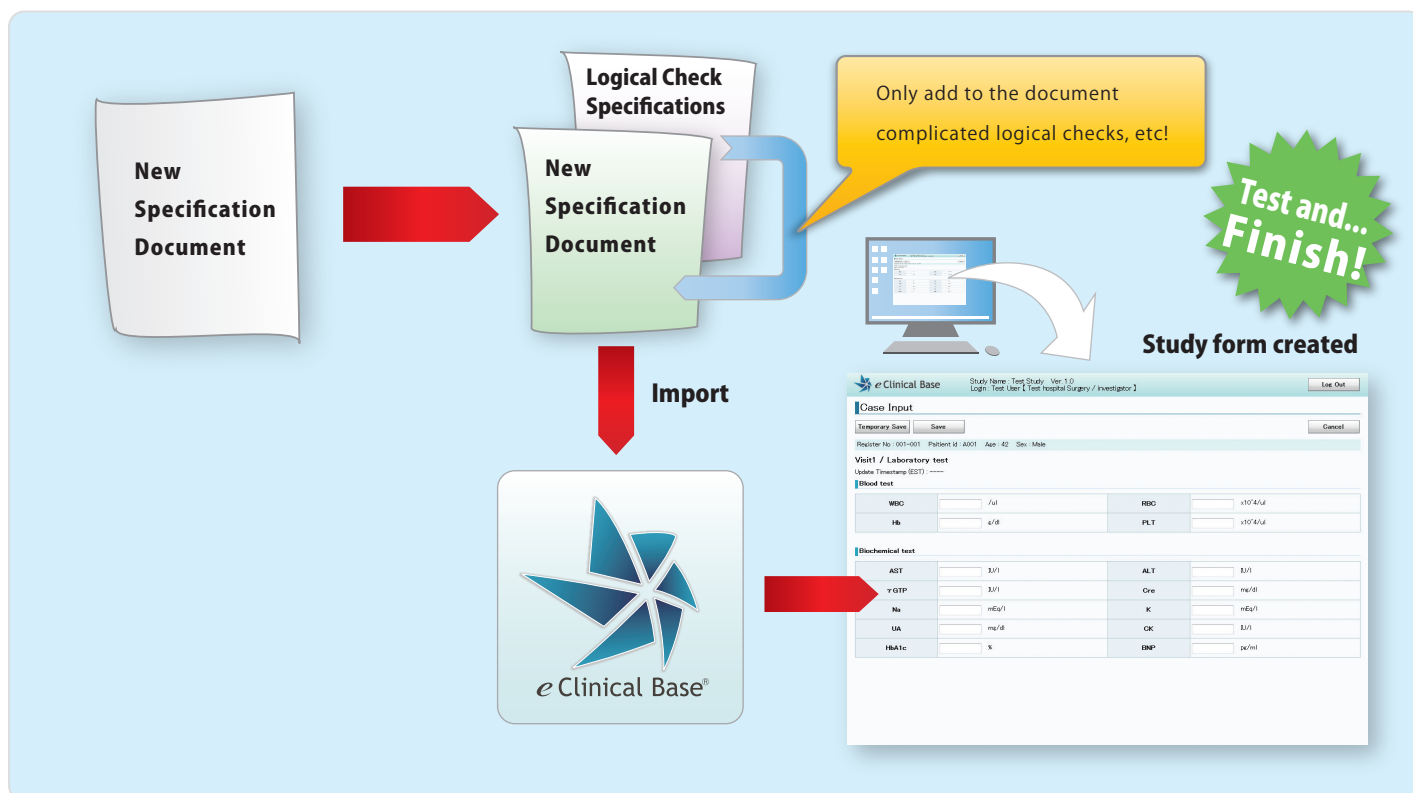 New
Specification
Document
Logical Check
Specifications
New
Specification
Document
Only add to the document
complicated logical checks, etc!
Test and...
Finish!
Import
Study form created
e Clinical Base®
e Clinical Base
Study Name : Test Study Ver. 1.0
Login : Test User【 Test hospital Surgery / investigator 】
Log Out
Case Input
Temporary Save Save Cancel
Register No : 001-001 Paitient id : A001 Age : 42 Sex : Male
Visit1 / Laboratory test
Update Timestamp (EST) : ----
Blood test
WBC /ul RBC x10^4/ul
Hb g/dl PLT x10^4/ul
Biochemical test
AST IU/l ALT IU/l
γGTP IU/l Cre mg/dl
Na mEq/l K mEq/l
UA mg/dl CK IU/l
HbA1c % BNP pg/ml